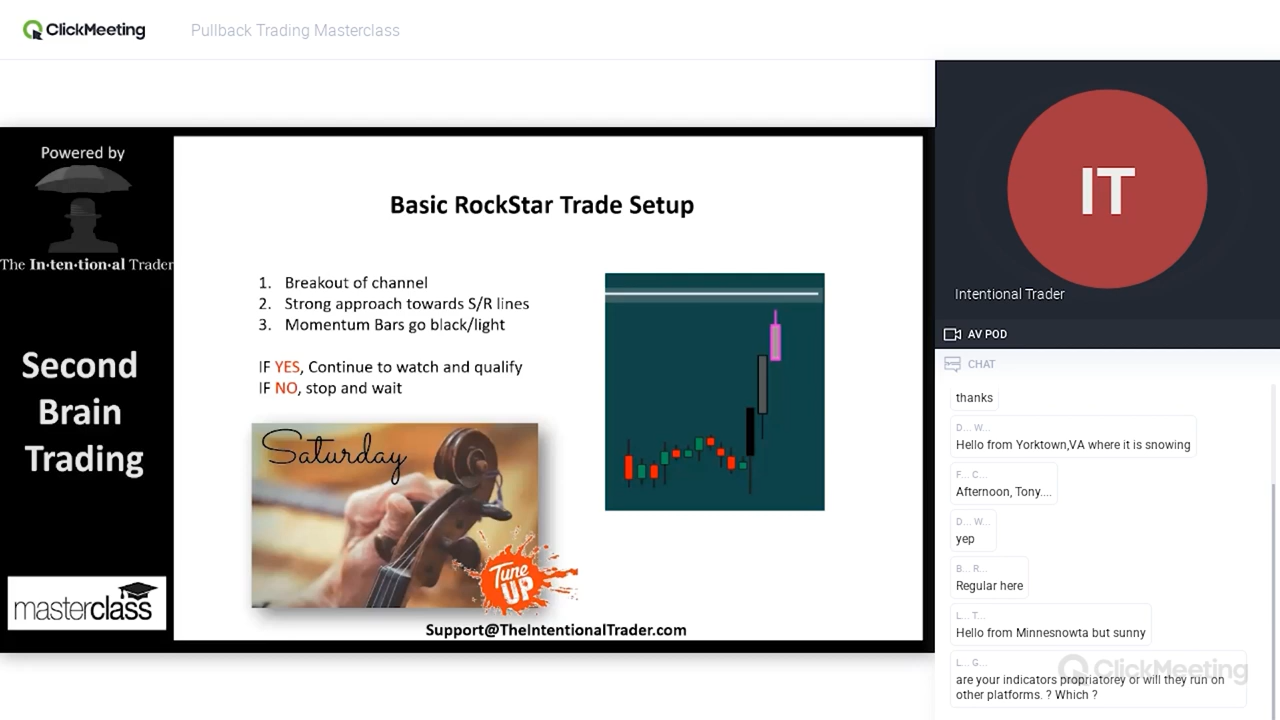 ClickMeeting
Pullback Trading Masterclass
Powered by
The In·ten·tion·al Trader
Second
Brain
Trading
masterclass
Basic RockStar Trade Setup
1. Breakout of channel
2. Strong approach towards S/R lines
3. Momentum Bars go black/light
IF YES, Continue to watch and qualify
IF NO, stop and wait
Saturday
Tune
UP
Support@TheIntentionalTrader.com
IT
Intentional Trader
AV POD
CHAT
thanks
D... W...
Hello from Yorktown,VA where it is snowing
F... C...
Afternoon, Tony....
D... W...
yep
B... R...
Regular here
L... T...
Hello from Minnesnowta but sunny
L... G...
are your indicators propriatorey or will they run on
other platforms. ? Which ?
ClickMeeting